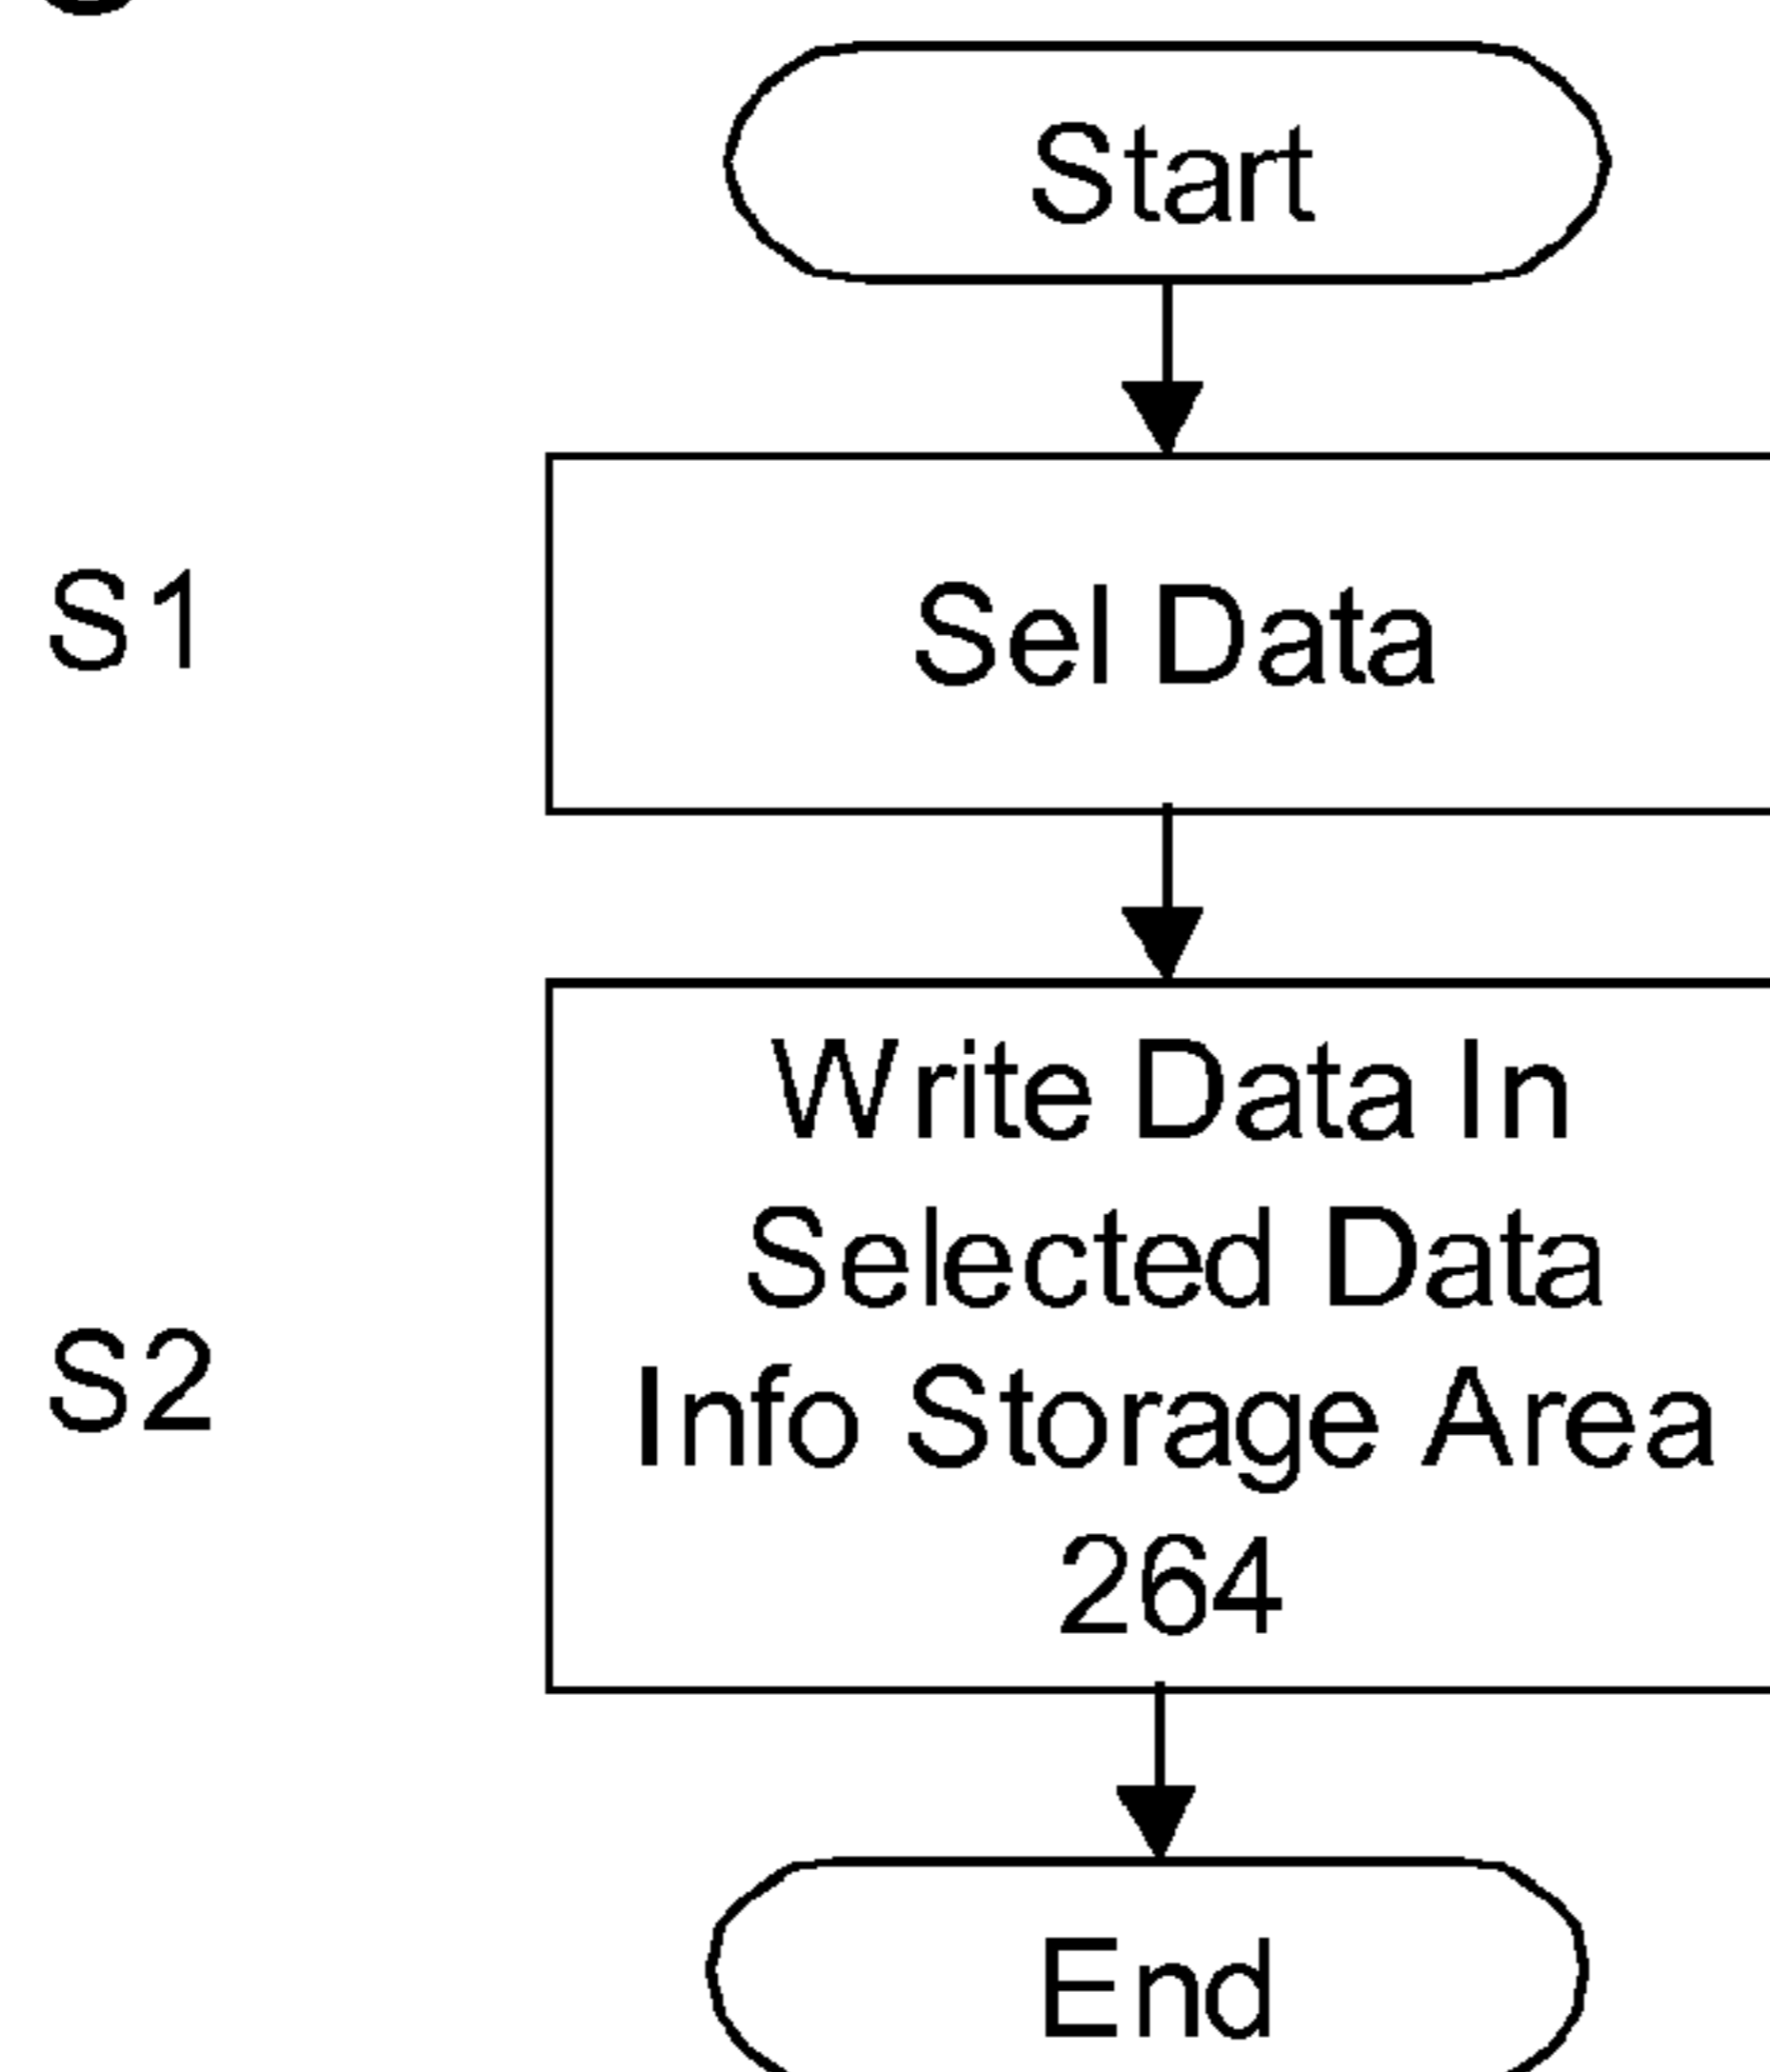 Start
S1
Sel Data
Write Data In
Selected Data
S2
Info Storage Area
264
End